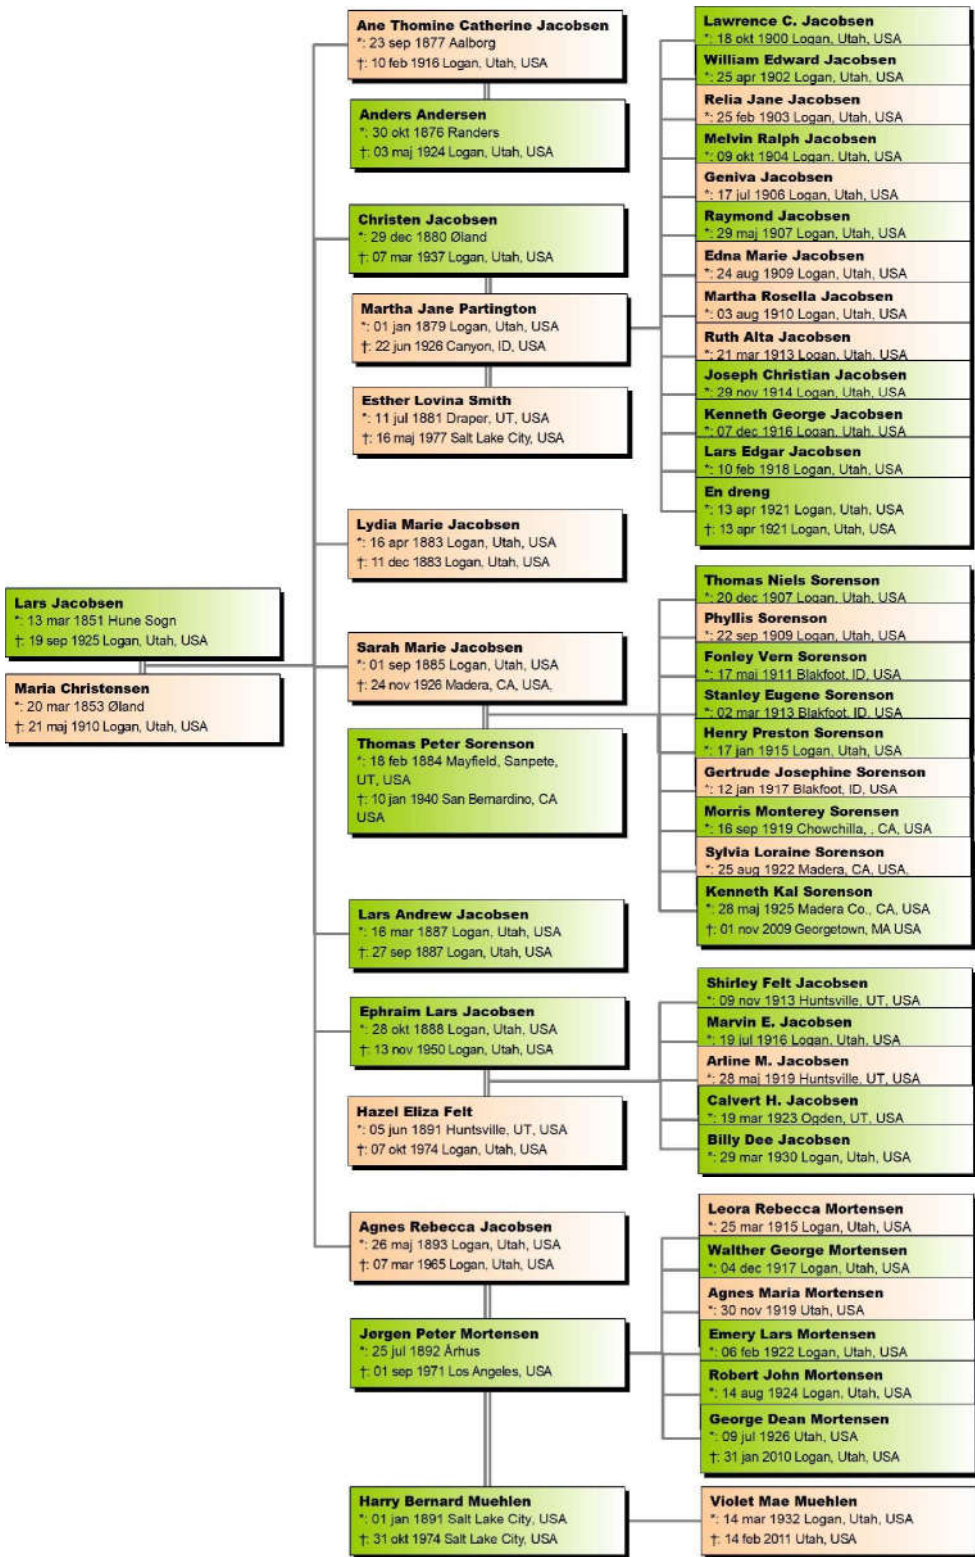 Lars Jacobsen
*: 13 mar 1851 Hune Sogn
†: 19 sep 1925 Logan, Utah, USA
Maria Christensen
*: 20 mar 1853 Øland
†: 21 maj 1910 Logan, Utah, USA
Ane Thomine Catherine Jacobsen
*: 23 sep 1877 Aalborg
†: 10 feb 1916 Logan, Utah, USA
Anders Andersen
*: 30 okt 1876 Randers
†: 03 maj 1924 Logan, Utah, USA
Christen Jacobsen
*: 29 dec 1880 Øland
†: 07 mar 1937 Logan, Utah, USA
Martha Jane Partington
*: 01 jan 1879 Logan, Utah, USA
†: 22 jun 1926 Canyon, ID, USA
Esther Lovina Smith
*: 11 jul 1881 Draper, UT, USA
†: 16 maj 1977 Salt Lake City, USA
Lawrence C. Jacobsen
*: 18 okt 1900 Logan, Utah, USA
William Edward Jacobsen
*: 25 apr 1902 Logan, Utah, USA
Relia Jane Jacobsen
*: 25 feb 1903 Logan, Utah, USA
Melvin Ralph Jacobsen
*: 09 okt 1904 Logan, Utah, USA
Geniva Jacobsen
*: 17 jul 1906 Logan, Utah, USA
Raymond Jacobsen
*: 29 maj 1907 Logan, Utah, USA
Edna Marie Jacobsen
*: 24 aug 1909 Logan, Utah, USA
Martha Rosella Jacobsen
*: 03 aug 1910 Logan, Utah, USA
Ruth Alta Jacobsen
*: 21 mar 1913 Logan, Utah, USA
Joseph Christian Jacobsen
*: 29 nov 1914 Logan, Utah, USA
Kenneth George Jacobsen
*: 07 dec 1916 Logan, Utah, USA
Lars Edgar Jacobsen
*: 10 feb 1918 Logan, Utah, USA
En dreng
*: 13 apr 1921 Logan, Utah, USA
†: 13 apr 1921 Logan, Utah, USA
Lydia Marie Jacobsen
*: 16 apr 1883 Logan, Utah, USA
†: 11 dec 1883 Logan, Utah, USA
Sarah Marie Jacobsen
*: 01 sep 1885 Logan, Utah, USA
†: 24 nov 1926 Madera, CA, USA,
Thomas Peter Sorenson
*: 18 feb 1884 Mayfield, Sanpete,
UT, USA
†: 10 jan 1940 San Bernardino, CA
USA
Thomas Niels Sorenson
*: 20 dec 1907 Logan, Utah, USA
Phyllis Sorenson
*: 22 sep 1909 Logan, Utah, USA
Fonley Vern Sorenson
*: 17 maj 1911 Blakfoot, ID, USA
Stanley Eugene Sorenson
*: 02 mar 1913 Blakfoot, ID, USA
Henry Preston Sorenson
*: 17 jan 1915 Logan, Utah, USA
Gertrude Josephine Sorenson
*: 12 jan 1917 Blakfoot, ID, USA
Morris Monterey Sorensen
*: 16 sep 1919 Chowchilla, , CA, USA
Sylvia Loraine Sorenson
*: 25 aug 1922 Madera, CA, USA,
Kenneth Kal Sorenson
*: 28 maj 1925 Madera Co., CA, USA
†: 01 nov 2009 Georgetown, MA USA
Lars Andrew Jacobsen
*: 16 mar 1887 Logan, Utah, USA
†: 27 sep 1887 Logan, Utah, USA
Ephraim Lars Jacobsen
*: 28 okt 1888 Logan, Utah, USA
†: 13 nov 1950 Logan, Utah, USA
Hazel Eliza Felt
*: 05 jun 1891 Huntsville, UT, USA
†: 07 okt 1974 Logan, Utah, USA
Shirley Felt Jacobsen
*: 09 nov 1913 Huntsville, UT, USA
Marvin E. Jacobsen
*: 19 jul 1916 Logan, Utah, USA
Arline M. Jacobsen
*: 28 maj 1919 Huntsville, UT, USA
Calvert H. Jacobsen
*: 19 mar 1923 Ogden, UT, USA
Billy Dee Jacobsen
*: 29 mar 1930 Logan, Utah, USA
Agnes Rebecca Jacobsen
*: 26 maj 1893 Logan, Utah, USA
†: 07 mar 1965 Logan, Utah, USA
Jørgen Peter Mortensen
*: 25 jul 1892 Århus
†: 01 sep 1971 Los Angeles, USA
Leora Rebecca Mortensen
*: 25 mar 1915 Logan, Utah, USA
Walther George Mortensen
*: 04 dec 1917 Logan, Utah, USA
Agnes Maria Mortensen
*: 30 nov 1919 Utah, USA
Emery Lars Mortensen
*: 06 feb 1922 Logan, Utah, USA
Robert John Mortensen
*: 14 aug 1924 Logan, Utah, USA
George Dean Mortensen
*: 09 jul 1926 Utah, USA
†: 31 jan 2010 Logan, Utah, USA
Harry Bernard Muehlen
*: 01 jan 1891 Salt Lake City, USA
†: 31 okt 1974 Salt Lake City, USA
Violet Mae Muehlen
*: 14 mar 1932 Logan, Utah, USA
†: 14 feb 2011 Utah, USA